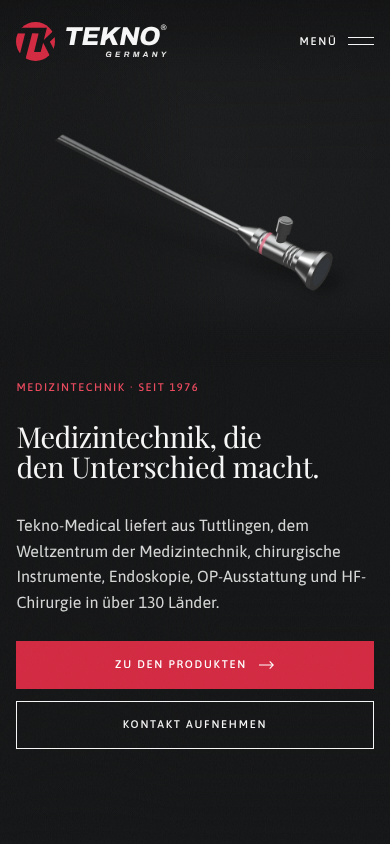 TEKNO®
GERMANY
MENÜ
MEDIZINTECHNIK · SEIT 1976
Medizintechnik, die
den Unterschied macht.
Tekno-Medical liefert aus Tuttlingen, dem
Weltzentrum der Medizintechnik, chirurgische
Instrumente, Endoskopie, OP-Ausstattung und HF-
Chirurgie in über 130 Länder.
ZU DEN PRODUKTEN →
KONTAKT AUFNEHMEN